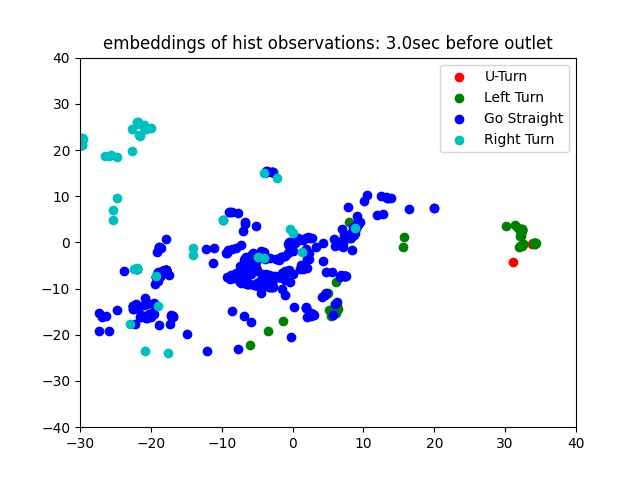 embeddings of hist observations: 3.0sec before outlet
U-Turn
Left Turn
Go Straight
Right Turn
40
30
20
10
0
−10
−20
−30
−40
−30 −20 −10 0 10 20 30 40